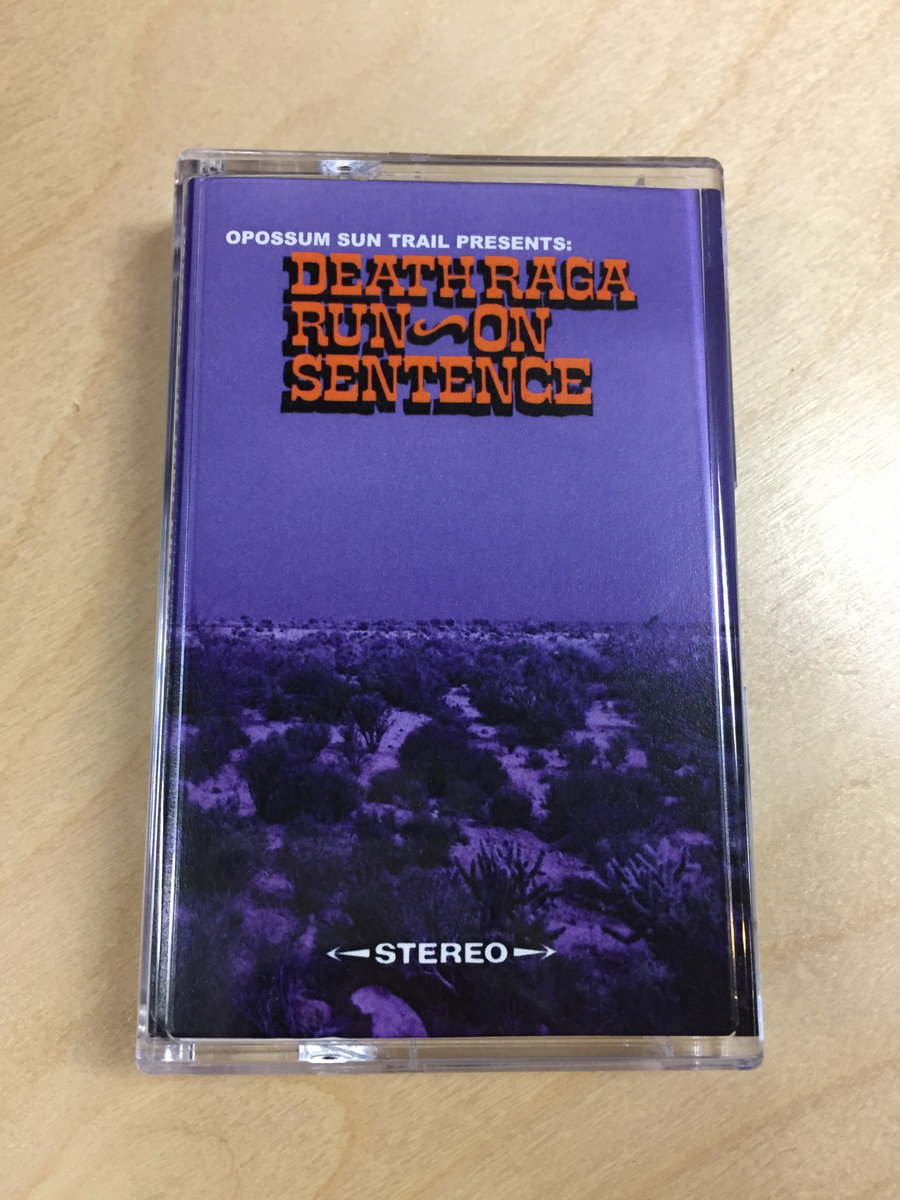 OPOSSUM SUN TRAIL PRESENTS:
DEATH RAGA
RUN~ON
SENTENCE
STEREO